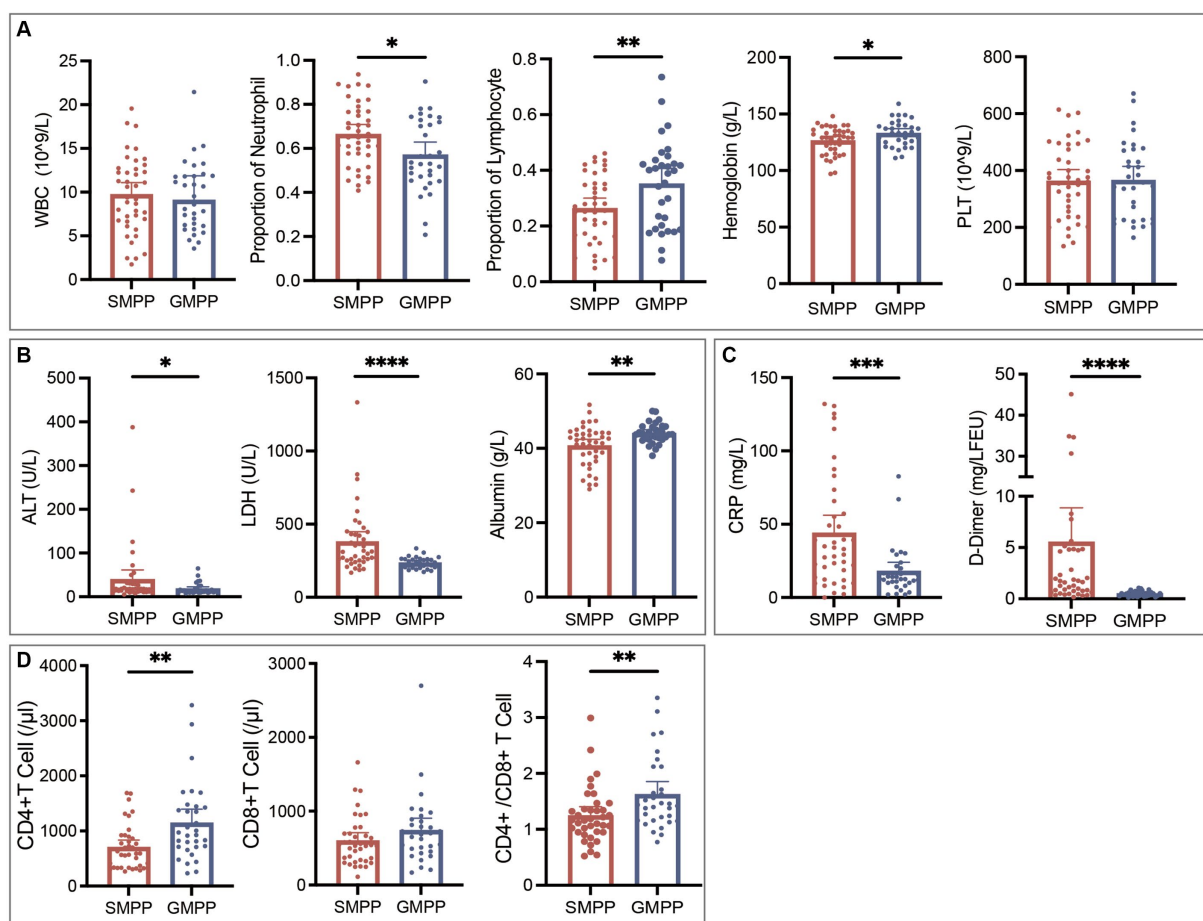 A
WBC (10^9/L)
25
20
15
10
5
0
SMPP GMPP
Proportion of Neutrophil
*
1.0
0.8
0.6
0.4
0.2
0.0
SMPP GMPP
Proportion of Lymphocyte
**
0.8
0.6
0.4
0.2
0.0
SMPP GMPP
Hemoglobin (g/L)
*
200
150
100
50
0
SMPP GMPP
PLT (10^9/L)
800
600
400
200
0
SMPP GMPP
B
ALT (U/L)
*
500
400
300
200
100
0
SMPP GMPP
LDH (U/L)
****
1500
1000
500
0
SMPP GMPP
Albumin (g/L)
**
60
40
20
0
SMPP GMPP
C
CRP (mg/L)
***
150
100
50
0
SMPP GMPP
D-Dimer (mg/LFEU)
****
50
40
30
10
5
0
SMPP GMPP
D
CD4+T Cell (/μl)
**
4000
3000
2000
1000
0
SMPP GMPP
CD8+T Cell (/μl)
3000
2000
1000
0
SMPP GMPP
CD4+ /CD8+ T Cell
**
4
3
2
1
0
SMPP GMPP